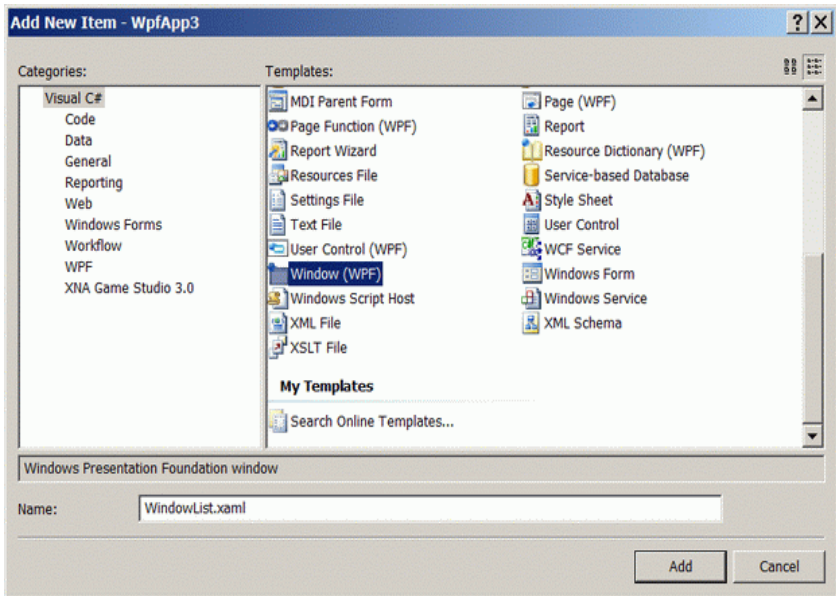 Add New Item - WpfApp3
Categories:
Templates:
Visual C#
Code
Data
General
Reporting
Web
Windows Forms
Workflow
WPF
XNA Game Studio 3.0
MDI Parent Form
Page Function (WPF)
Report Wizard
Resources File
Settings File
Text File
User Control (WPF)
Window (WPF)
Windows Script Host
XML File
XSLT File
Page (WPF)
Report
Resource Dictionary (WPF)
Service-based Database
Style Sheet
User Control
WCF Service
Windows Form
Windows Service
XML Schema
My Templates
Search Online Templates...
Windows Presentation Foundation window
Name:
WindowList.xaml
Add
Cancel